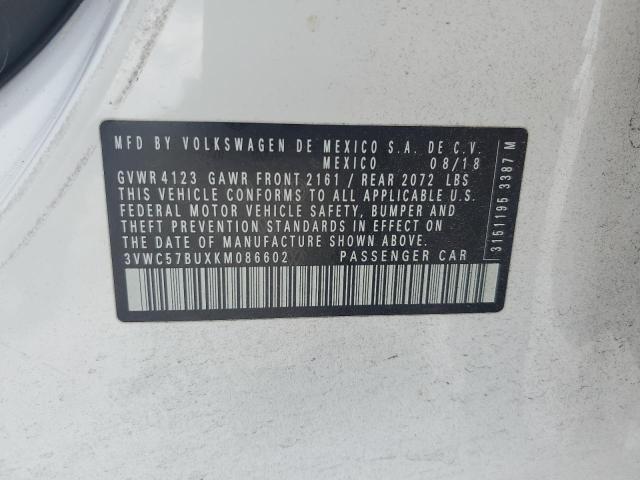 MFD BY VOLKSWAGEN DE MEXICO S.A. DE C.V.
MEXICO 08/18
GVWR 4123 GAWR FRONT 2161 / REAR 2072 LBS
THIS VEHICLE CONFORMS TO ALL APPLICABLE U.S.
FEDERAL MOTOR VEHICLE SAFETY, BUMPER AND
THEFT PREVENTION STANDARDS IN EFFECT ON
THE DATE OF MANUFACTURE SHOWN ABOVE.
3VWC57BUXKM086602 PASSENGER CAR
3151195 3387 M